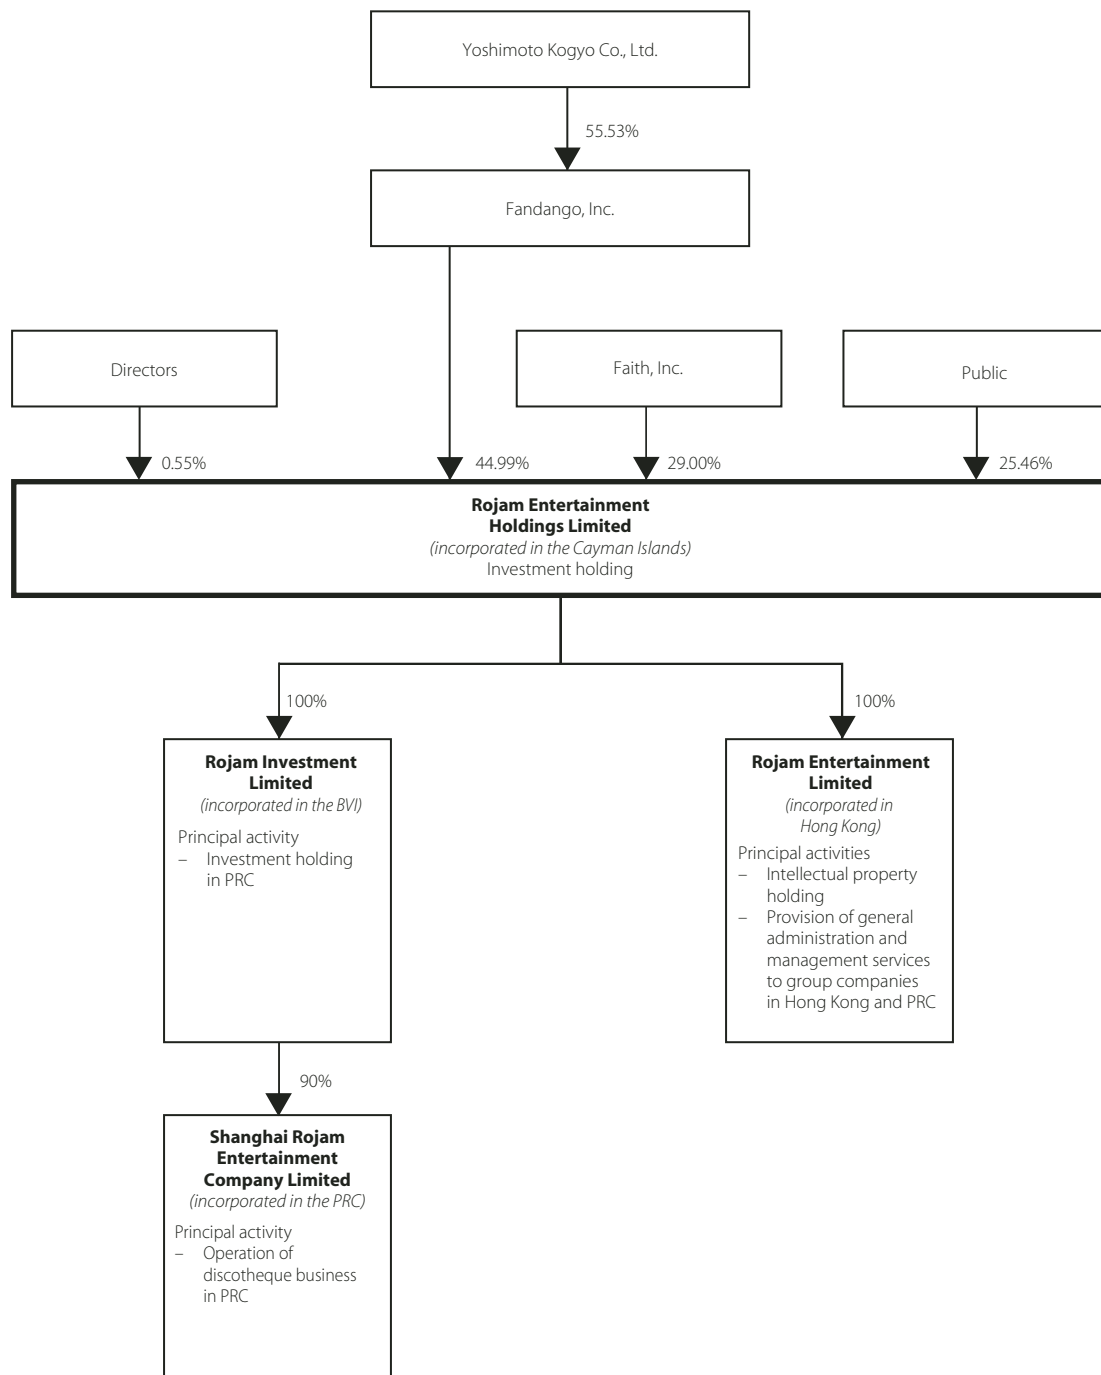 Yoshimoto Kogyo Co., Ltd.
55.53%
Fandango, Inc.
Directors
Faith, Inc.
Public
0.55%
44.99%
29.00%
25.46%
Rojam Entertainment
Holdings Limited
(incorporated in the Cayman Islands)
Investment holding
100%
100%
Rojam Investment
Limited
(incorporated in the BVI)
Principal activity
– Investment holding
in PRC
Rojam Entertainment
Limited
(incorporated in
Hong Kong)
Principal activities
– Intellectual property
holding
– Provision of general
administration and
management services
to group companies
in Hong Kong and PRC
90%
Shanghai Rojam
Entertainment
Company Limited
(incorporated in the PRC)
Principal activity
– Operation of
discotheque business
in PRC